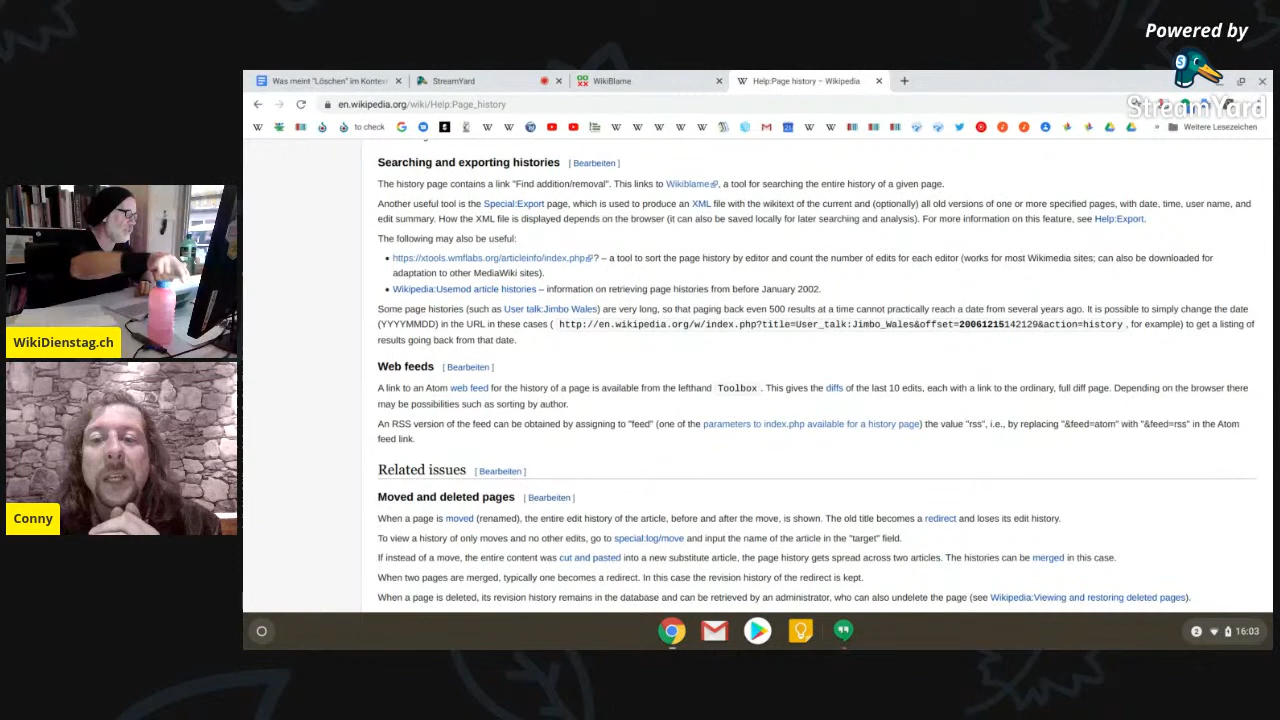 Powered by
StreamYard
Was meint "Löschen" im Kontex
StreamYard
WikiBlame
Help:Page history – Wikipedia
en.wikipedia.org/wiki/Help:Page_history
to check
Weitere Lesezeichen
Searching and exporting histories [ Bearbeiten ]
The history page contains a link "Find addition/removal". This links to Wikiblame, a tool for searching the entire history of a given page.
Another useful tool is the Special:Export page, which is used to produce an XML file with the wikitext of the current and (optionally) all old versions of one or more specified pages, with date, time, user name, and
edit summary. How the XML file is displayed depends on the browser (it can also be saved locally for later searching and analysis). For more information on this feature, see Help:Export.
The following may also be useful:
• https://xtools.wmflabs.org/articleinfo/index.php? – a tool to sort the page history by editor and count the number of edits for each editor (works for most Wikimedia sites; can also be downloaded for
adaptation to other MediaWiki sites).
• Wikipedia:Usemod article histories – information on retrieving page histories from before January 2002.
Some page histories (such as User talk:Jimbo Wales) are very long, so that paging back even 500 results at a time cannot practically reach a date from several years ago. It is possible to simply change the date
(YYYYMMDD) in the URL in these cases ( http://en.wikipedia.org/w/index.php?title=User_talk:Jimbo_Wales&offset=20061215142129&action=history , for example) to get a listing of
results going back from that date.
Web feeds [ Bearbeiten ]
A link to an Atom web feed for the history of a page is available from the lefthand Toolbox . This gives the diffs of the last 10 edits, each with a link to the ordinary, full diff page. Depending on the browser there
may be possibilities such as sorting by author.
An RSS version of the feed can be obtained by assigning to "feed" (one of the parameters to index.php available for a history page) the value "rss", i.e., by replacing "&feed=atom" with "&feed=rss" in the Atom
feed link.
Related issues [ Bearbeiten ]
Moved and deleted pages [ Bearbeiten ]
When a page is moved (renamed), the entire edit history of the article, before and after the move, is shown. The old title becomes a redirect and loses its edit history.
To view a history of only moves and no other edits, go to special:log/move and input the name of the article in the "target" field.
If instead of a move, the entire content was cut and pasted into a new substitute article, the page history gets spread across two articles. The histories can be merged in this case.
When two pages are merged, typically one becomes a redirect. In this case the revision history of the redirect is kept.
When a page is deleted, its revision history remains in the database and can be retrieved by an administrator, who can also undelete the page (see Wikipedia:Viewing and restoring deleted pages).
2
16:03
WikiDienstag.ch
Conny